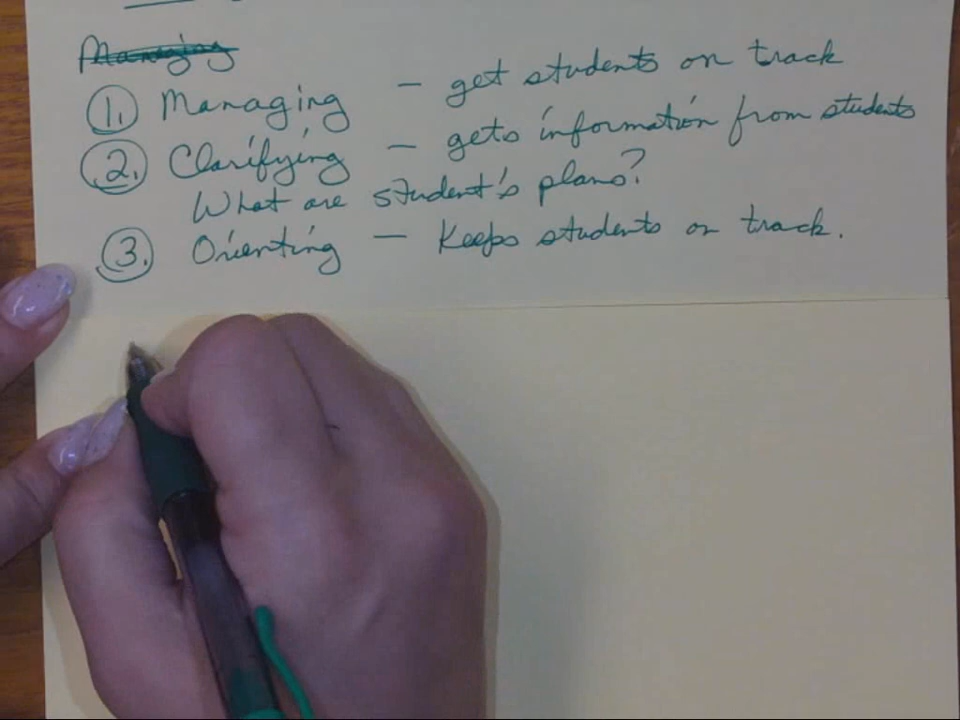 Managing
1. Managing — get students on track
2. Clarifying — gets information from students
What are student's plans?
3. Orienting — Keeps students on track.